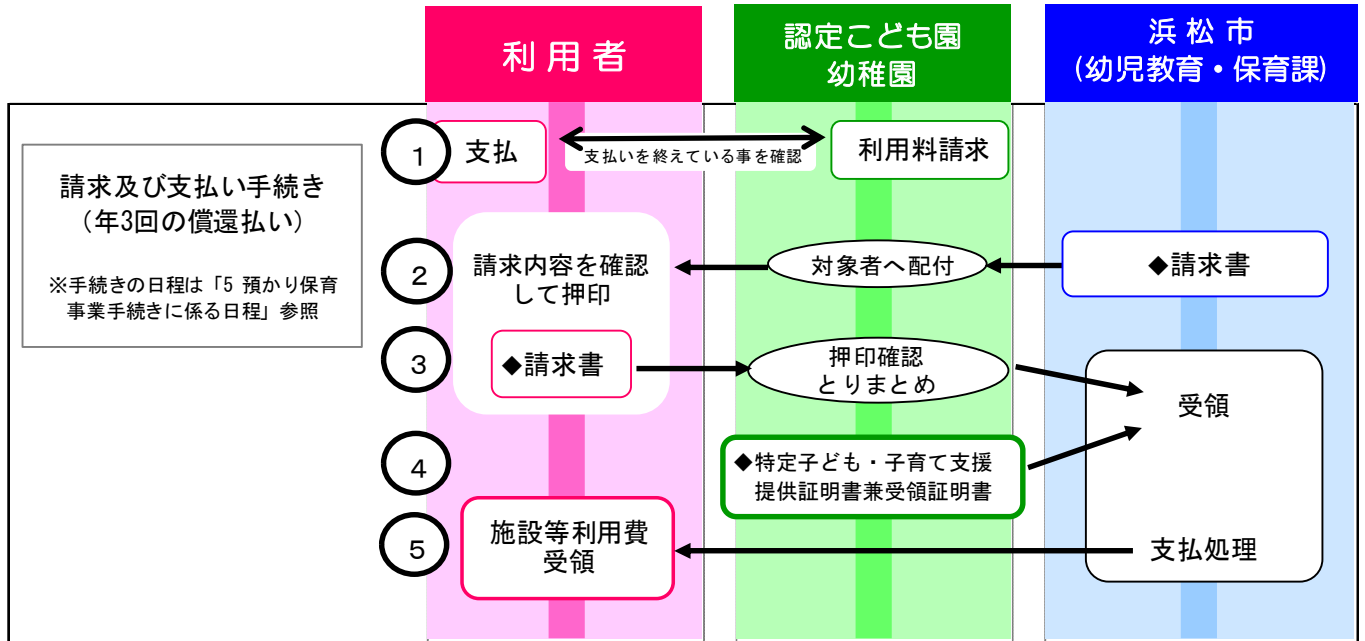 利用者
認定こども園
幼稚園
浜松市
(幼児教育・保育課)
請求及び支払い手続き
(年3回の償還払い)
※手続きの日程は「5 預かり保育
事業手続きに係る日程」参照
1
支払
支払いを終えている事を確認
利用料請求
2
請求内容を確認
して押印
対象者へ配付
◆請求書
3
◆請求書
押印確認
とりまとめ
受領
4
◆特定子ども・子育て支援
提供証明書兼受領証明書
5
施設等利用費
受領
支払処理